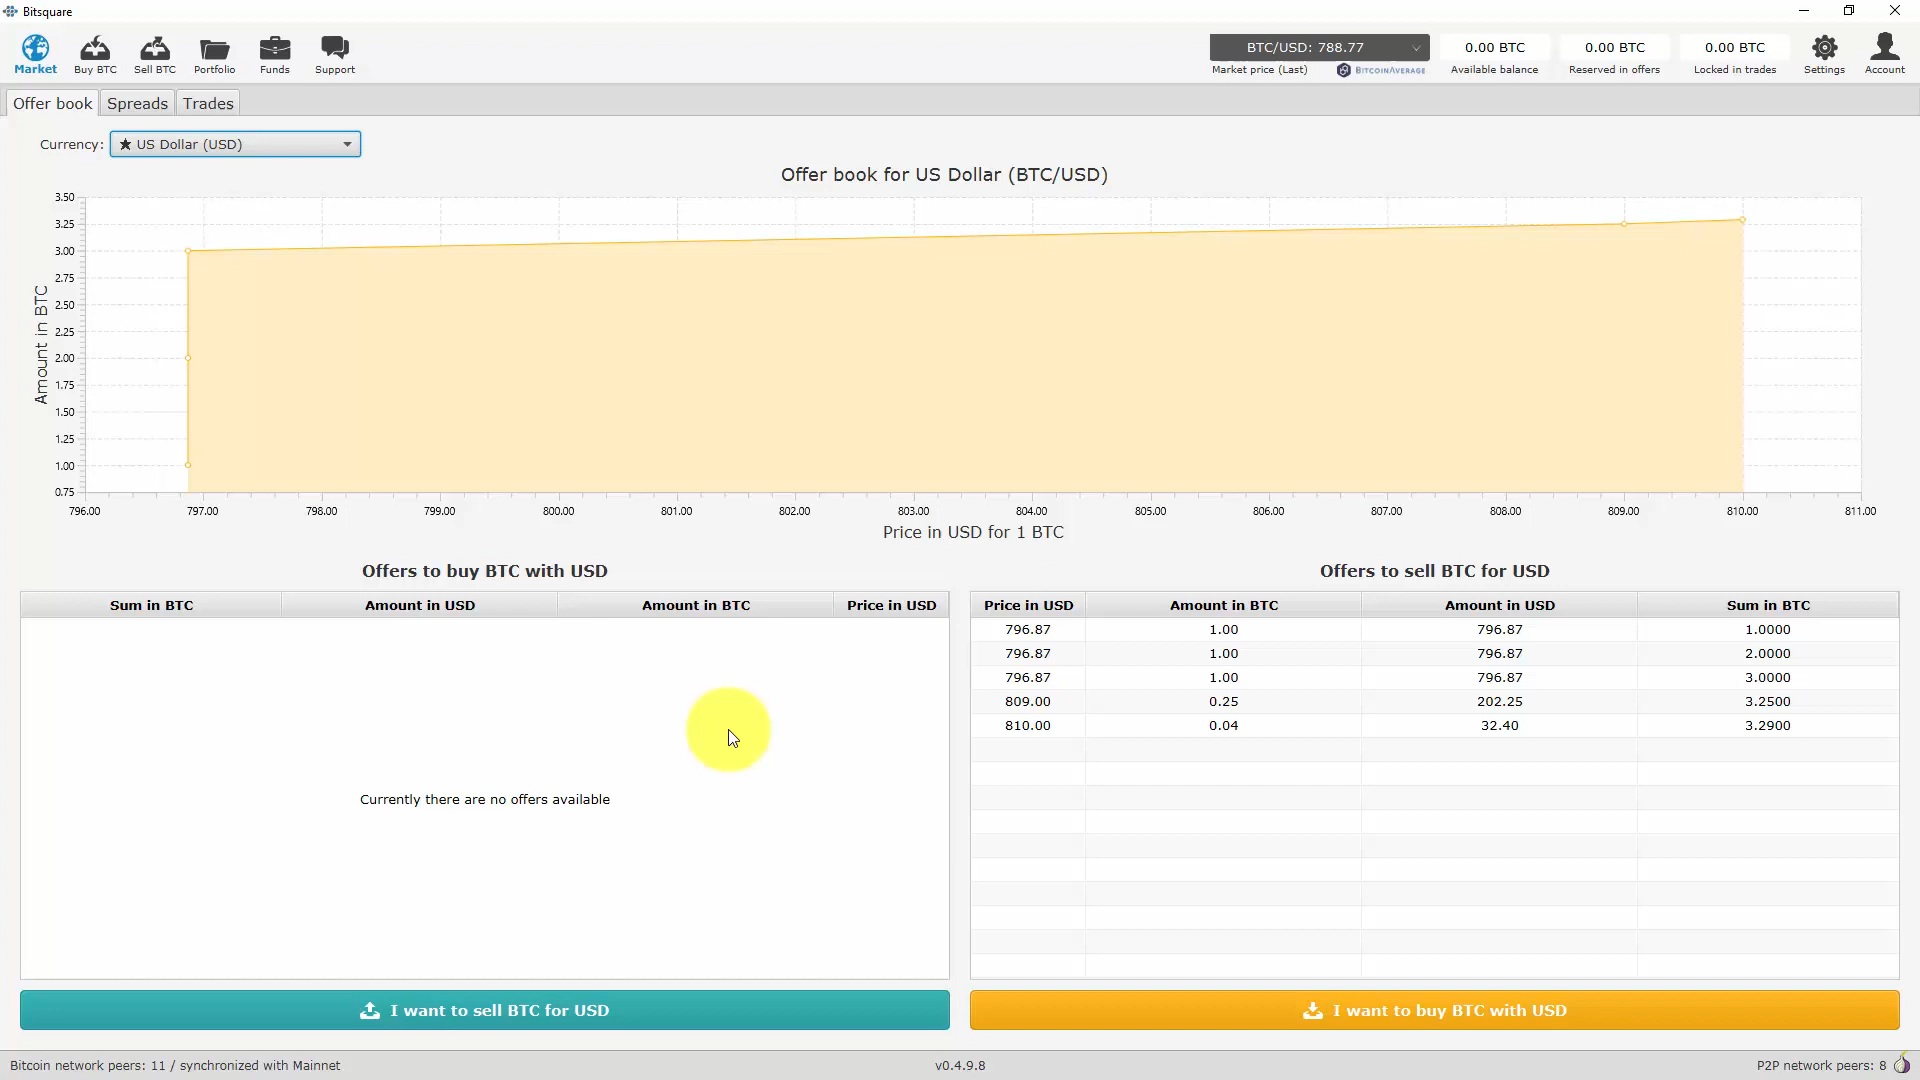 Bitsquare
Market
Buy BTC
Sell BTC
Portfolio
Funds
Support
BTC/USD: 788.77
Market price (Last)
BITCOINAVERAGE
0.00 BTC
Available balance
0.00 BTC
Reserved in offers
0.00 BTC
Locked in trades
Settings
Account
Offer book
Spreads
Trades
Currency:
★ US Dollar (USD)
Offer book for US Dollar (BTC/USD)
Amount in BTC
3.50
3.25
3.00
2.75
2.50
2.25
2.00
1.75
1.50
1.25
1.00
0.75
796.00 797.00 798.00 799.00 800.00 801.00 802.00 803.00 804.00 805.00 806.00 807.00 808.00 809.00 810.00 811.00
Price in USD for 1 BTC
Offers to buy BTC with USD
Sum in BTC Amount in USD Amount in BTC Price in USD
Currently there are no offers available
I want to sell BTC for USD
Offers to sell BTC for USD
Price in USD Amount in BTC Amount in USD Sum in BTC
796.87 1.00 796.87 1.0000
796.87 1.00 796.87 2.0000
796.87 1.00 796.87 3.0000
809.00 0.25 202.25 3.2500
810.00 0.04 32.40 3.2900
I want to buy BTC with USD
Bitcoin network peers: 11 / synchronized with Mainnet
v0.4.9.8
P2P network peers: 8